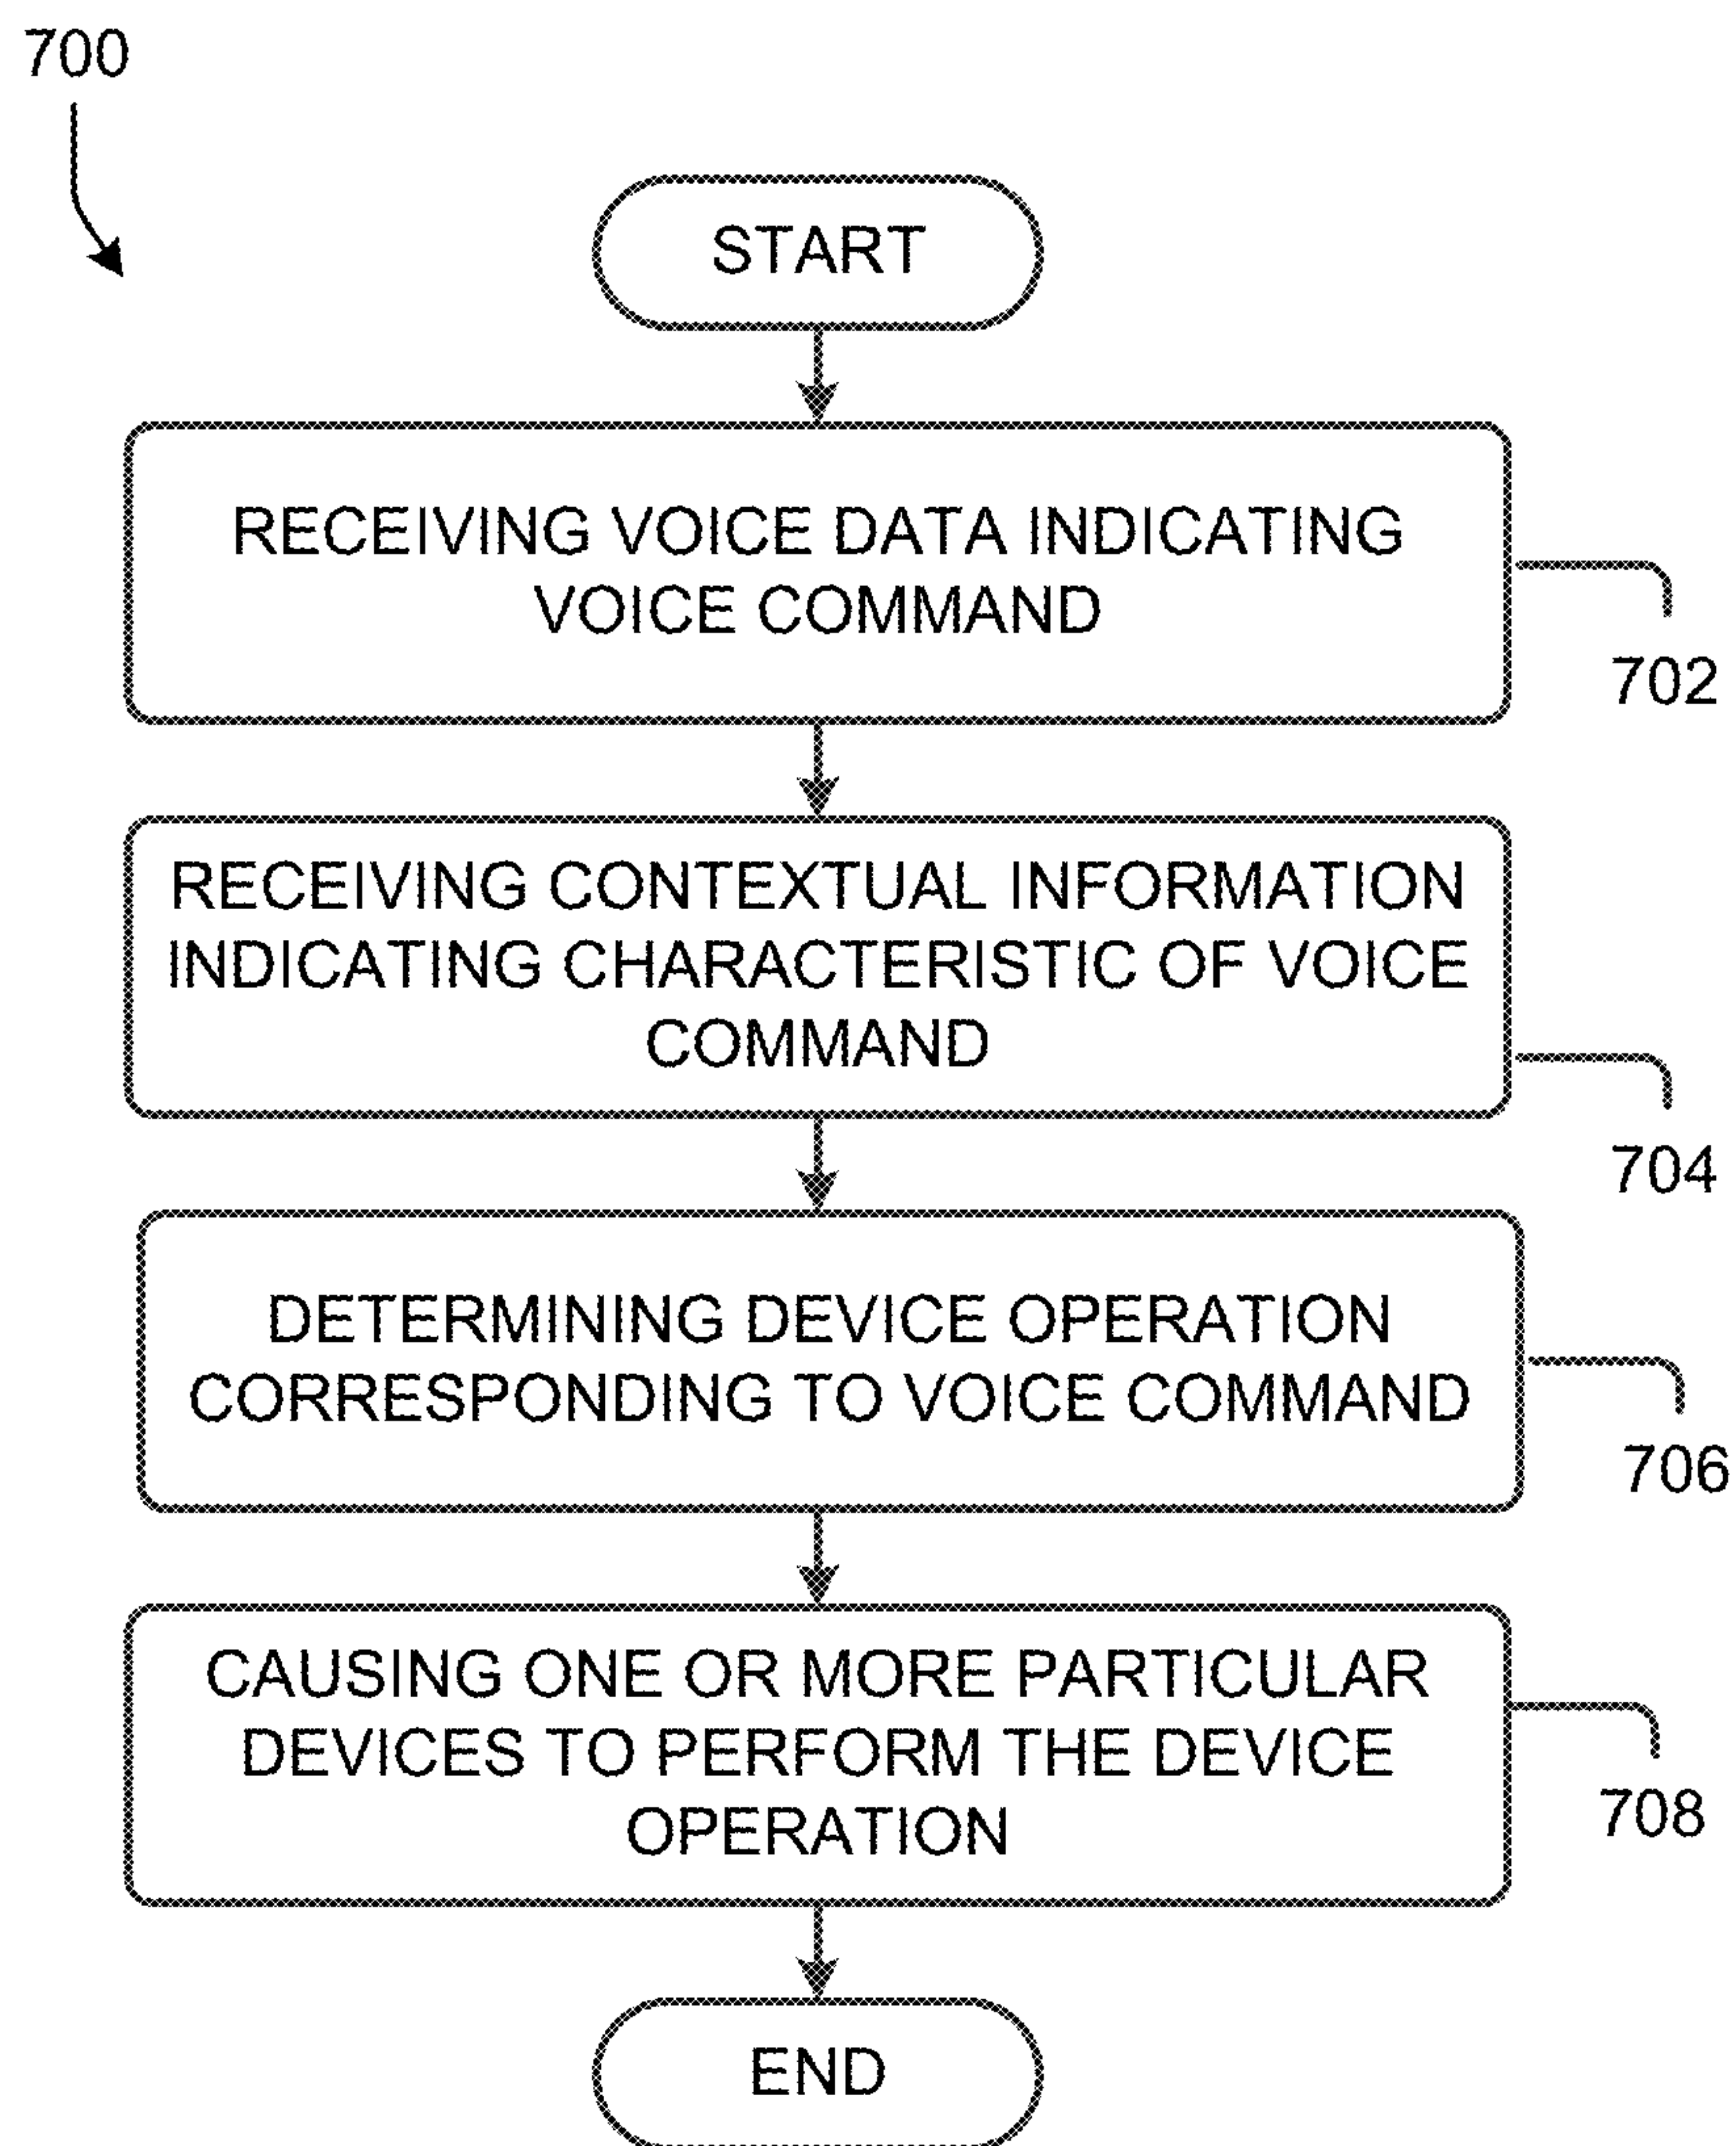 700
START
RECEIVING VOICE DATA INDICATING
VOICE COMMAND
702
RECEIVING CONTEXTUAL INFORMATION
INDICATING CHARACTERISTIC OF VOICE
COMMAND
704
DETERMINING DEVICE OPERATION
CORRESPONDING TO VOICE COMMAND
706
CAUSING ONE OR MORE PARTICULAR
DEVICES TO PERFORM THE DEVICE
OPERATION
708
END